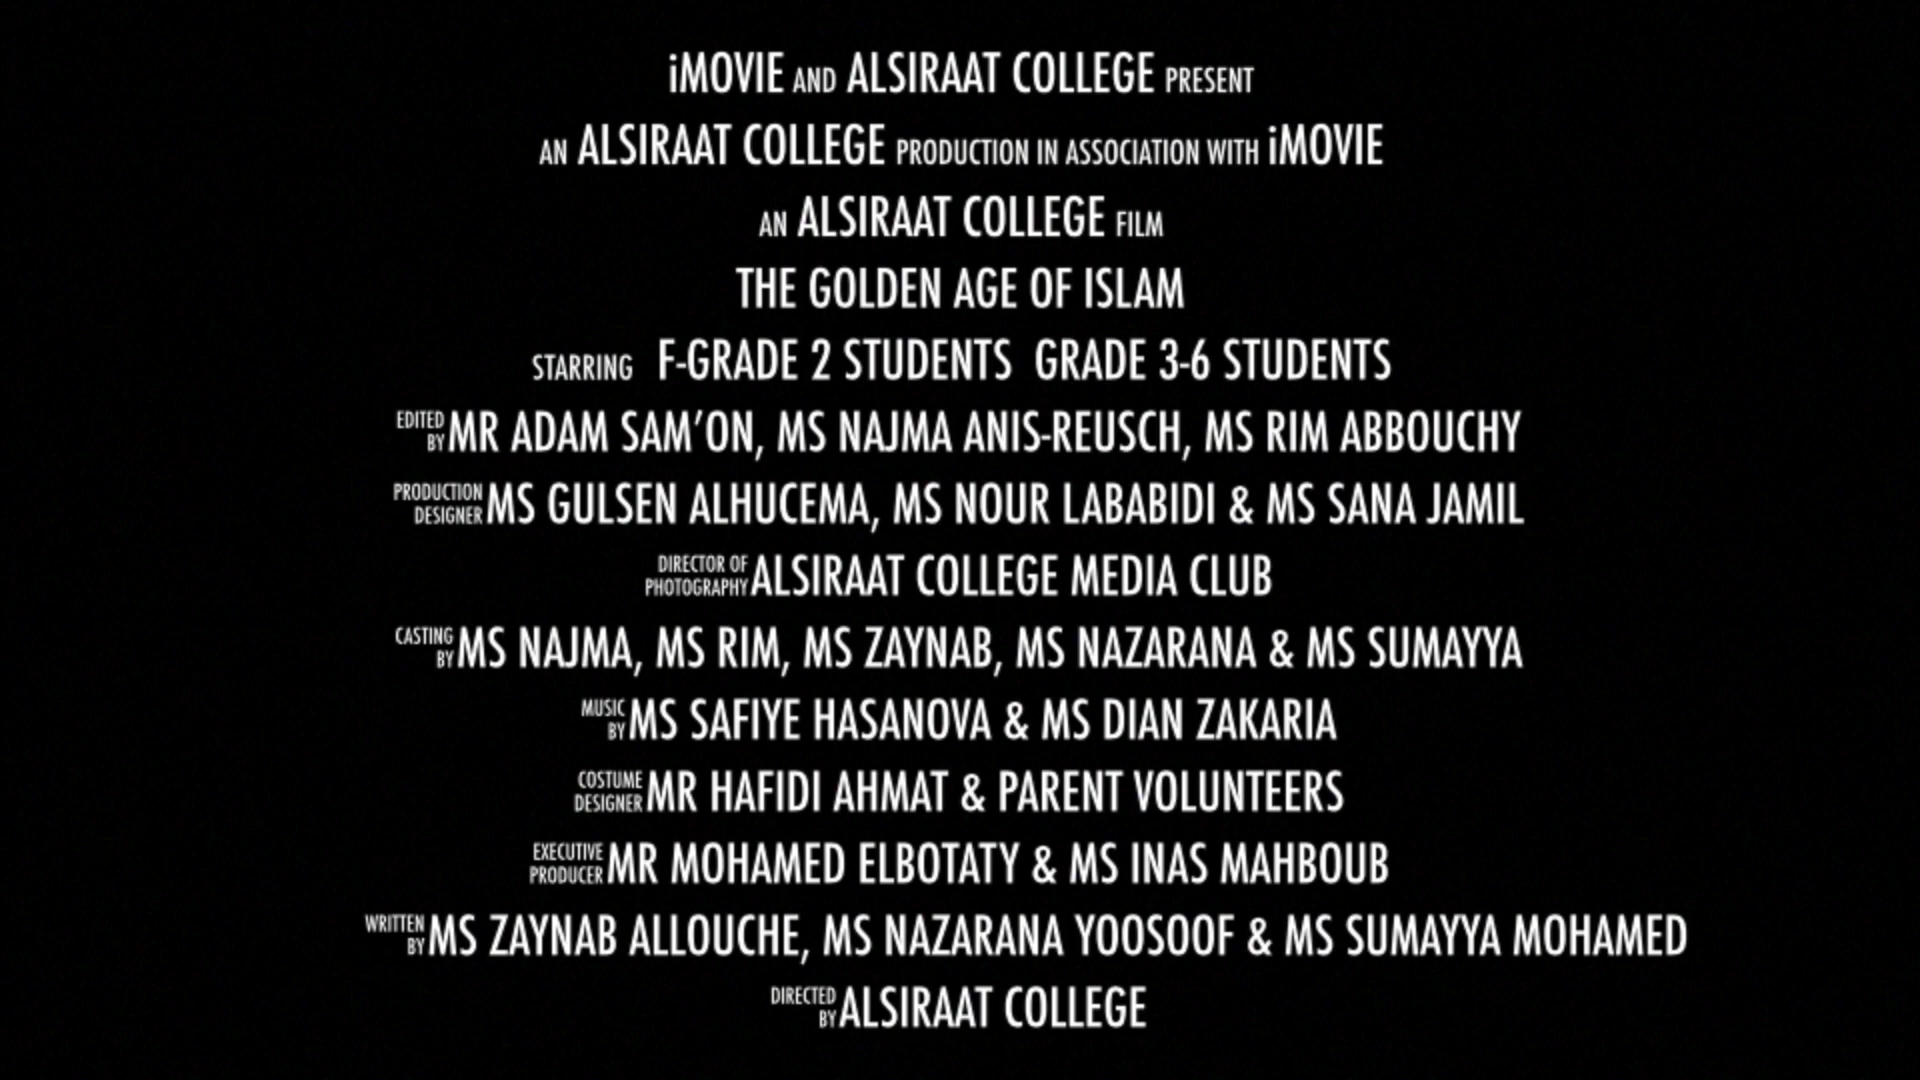 iMOVIE AND ALSIRAAT COLLEGE PRESENT
AN ALSIRAAT COLLEGE PRODUCTION IN ASSOCIATION WITH iMOVIE
AN ALSIRAAT COLLEGE FILM
THE GOLDEN AGE OF ISLAM
STARRING F-GRADE 2 STUDENTS GRADE 3-6 STUDENTS
EDITED BY MR ADAM SAM'ON, MS NAJMA ANIS-REUSCH, MS RIM ABBOUCHY
PRODUCTION DESIGNER MS GULSEN ALHUCEMA, MS NOUR LABABIDI & MS SANA JAMIL
DIRECTOR OF PHOTOGRAPHY ALSIRAAT COLLEGE MEDIA CLUB
CASTING BY MS NAJMA, MS RIM, MS ZAYNAB, MS NAZARANA & MS SUMAYYA
MUSIC BY MS SAFIYE HASANOVA & MS DIAN ZAKARIA
COSTUME DESIGNER MR HAFIDI AHMAT & PARENT VOLUNTEERS
EXECUTIVE PRODUCER MR MOHAMED ELBOTATY & MS INAS MAHBOUB
WRITTEN BY MS ZAYNAB ALLOUCHE, MS NAZARANA YOOSOOF & MS SUMAYYA MOHAMED
DIRECTED BY ALSIRAAT COLLEGE